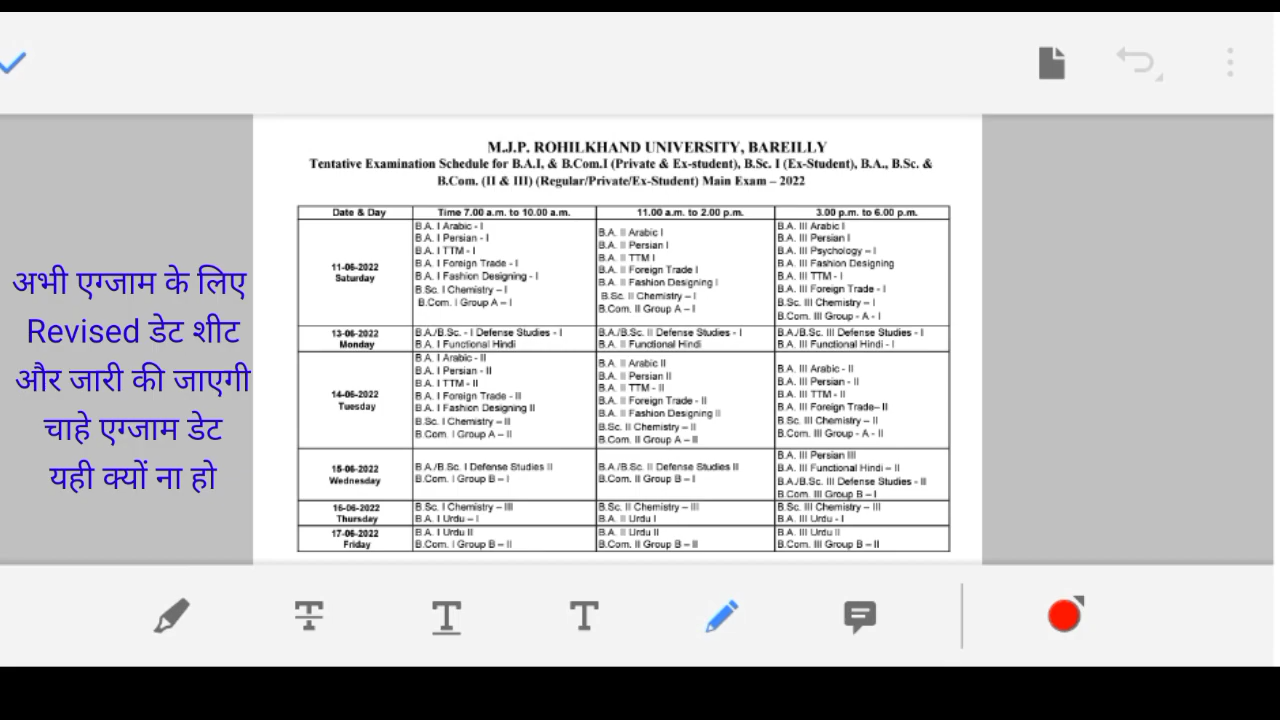 M.J.P. ROHILKHAND UNIVERSITY, BAREILLY
Tentative Examination Schedule for B.A.I, & B.Com.I (Private & Ex-student), B.Sc. I (Ex-Student), B.A., B.Sc. &
B.Com. (II & III) (Regular/Private/Ex-Student) Main Exam – 2022
अभी एग्जाम के लिए
Revised डेट शीट
और जारी की जाएगी
चाहे एग्जाम डेट
यही क्यों ना हो
Date & Day
Time 7.00 a.m. to 10.00 a.m.
11.00 a.m. to 2.00 p.m.
3.00 p.m. to 6.00 p.m.
11-06-2022
Saturday
B.A. I Arabic - I
B.A. I Persian - I
B.A. I TTM - I
B.A. I Foreign Trade - I
B.A. I Fashion Designing - I
B.Sc. I Chemistry – I
B.Com. I Group A – I
B.A. II Arabic I
B.A. II Persian I
B.A. II TTM I
B.A. II Foreign Trade I
B.A. II Fashion Designing I
B.Sc. II Chemistry – I
B.Com. II Group A – I
B.A. III Arabic I
B.A. III Persian I
B.A. III Psychology – I
B.A. III Fashion Designing
B.A. III TTM - I
B.A. III Foreign Trade - I
B.Sc. III Chemistry – I
B.Com. III Group - A - I
13-06-2022
Monday
B.A./B.Sc. - I Defense Studies - I
B.A. I Functional Hindi
B.A./B.Sc. II Defense Studies - I
B.A. II Functional Hindi
B.A./B.Sc. III Defense Studies - I
B.A. III Functional Hindi - I
14-06-2022
Tuesday
B.A. I Arabic - II
B.A. I Persian - II
B.A. I TTM - II
B.A. I Foreign Trade - II
B.A. I Fashion Designing II
B.Sc. I Chemistry – II
B.Com. I Group A – II
B.A. II Arabic II
B.A. II Persian II
B.A. II TTM - II
B.A. II Foreign Trade - II
B.A. II Fashion Designing II
B.Sc. II Chemistry – II
B.Com. II Group A – II
B.A. III Arabic - II
B.A. III Persian - II
B.A. III TTM - II
B.A. III Foreign Trade– II
B.Sc. III Chemistry – II
B.Com. III Group - A - II
15-06-2022
Wednesday
B.A./B.Sc. I Defense Studies II
B.Com. I Group B – I
B.A./B.Sc. II Defense Studies II
B.Com. II Group B – I
B.A. III Persian III
B.A. III Functional Hindi – II
B.A./B.Sc. III Defense Studies - II
B.Com. III Group B – I
16-06-2022
Thursday
B.Sc. I Chemistry – III
B.A. I Urdu – I
B.Sc. II Chemistry – III
B.A. II Urdu I
B.Sc. III Chemistry – III
B.A. III Urdu - I
17-06-2022
Friday
B.A. I Urdu II
B.Com. I Group B – II
B.A. II Urdu II
B.Com. II Group B – II
B.A. III Urdu II
B.Com. III Group B – II